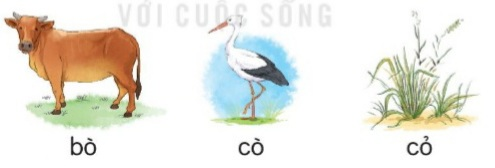 VỚI CUỘC SỐNG
bò cò cỏ